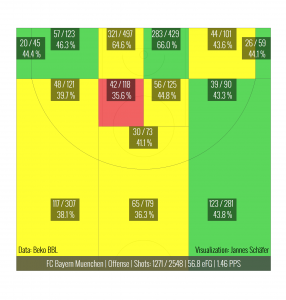 57 / 123
46.3 %
321 / 497
64.6 %
283 / 429
66.0 %
44 / 101
43.6 %
20 / 45
44.4 %
26 / 59
44.1 %
48 / 121
39.7 %
42 / 118
35.6 %
56 / 125
44.8 %
39 / 90
43.3 %
30 / 73
41.1 %
117 / 307
38.1 %
65 / 179
36.3 %
123 / 281
43.8 %
Data: Beko BBL
Visualization: Jannes Schäfer
FC Bayern Muenchen | Offense | Shots: 1271 / 2548 | 56.8 eFG | 1.46 PPS